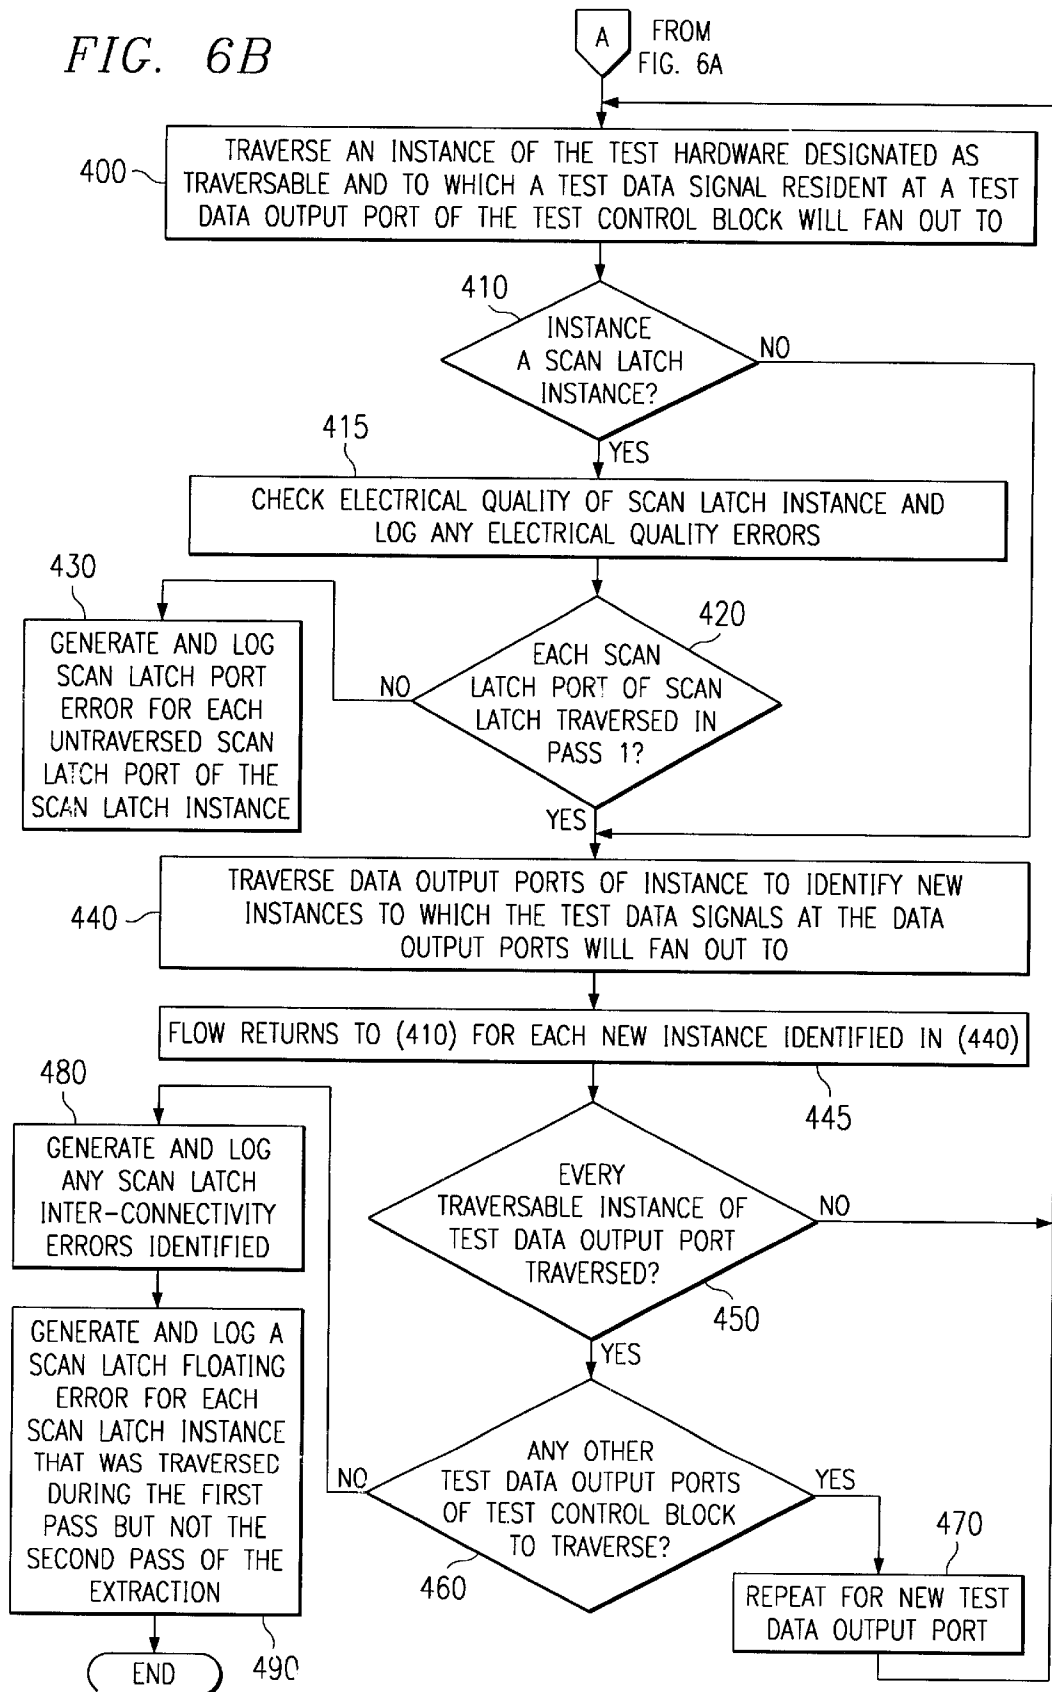 FIG. 6B
A
FROM
FIG. 6A
400
TRAVERSE AN INSTANCE OF THE TEST HARDWARE DESIGNATED AS
TRAVERSABLE AND TO WHICH A TEST DATA SIGNAL RESIDENT AT A TEST
DATA OUTPUT PORT OF THE TEST CONTROL BLOCK WILL FAN OUT TO
410
INSTANCE
A SCAN LATCH
INSTANCE?
NO
YES
415
CHECK ELECTRICAL QUALITY OF SCAN LATCH INSTANCE AND
LOG ANY ELECTRICAL QUALITY ERRORS
420
EACH SCAN
LATCH PORT OF SCAN
LATCH TRAVERSED IN
PASS 1?
NO
YES
430
GENERATE AND LOG
SCAN LATCH PORT
ERROR FOR EACH
UNTRAVERSED SCAN
LATCH PORT OF THE
SCAN LATCH INSTANCE
440
TRAVERSE DATA OUTPUT PORTS OF INSTANCE TO IDENTIFY NEW
INSTANCES TO WHICH THE TEST DATA SIGNALS AT THE DATA
OUTPUT PORTS WILL FAN OUT TO
FLOW RETURNS TO (410) FOR EACH NEW INSTANCE IDENTIFIED IN (440)
445
EVERY
TRAVERSABLE INSTANCE OF
TEST DATA OUTPUT PORT
TRAVERSED?
NO
450
YES
ANY OTHER
TEST DATA OUTPUT PORTS
OF TEST CONTROL BLOCK
TO TRAVERSE?
NO
YES
460
470
REPEAT FOR NEW TEST
DATA OUTPUT PORT
480
GENERATE AND LOG
ANY SCAN LATCH
INTER-CONNECTIVITY
ERRORS IDENTIFIED
GENERATE AND LOG A
SCAN LATCH FLOATING
ERROR FOR EACH
SCAN LATCH INSTANCE
THAT WAS TRAVERSED
DURING THE FIRST
PASS BUT NOT THE
SECOND PASS OF THE
EXTRACTION
490
END